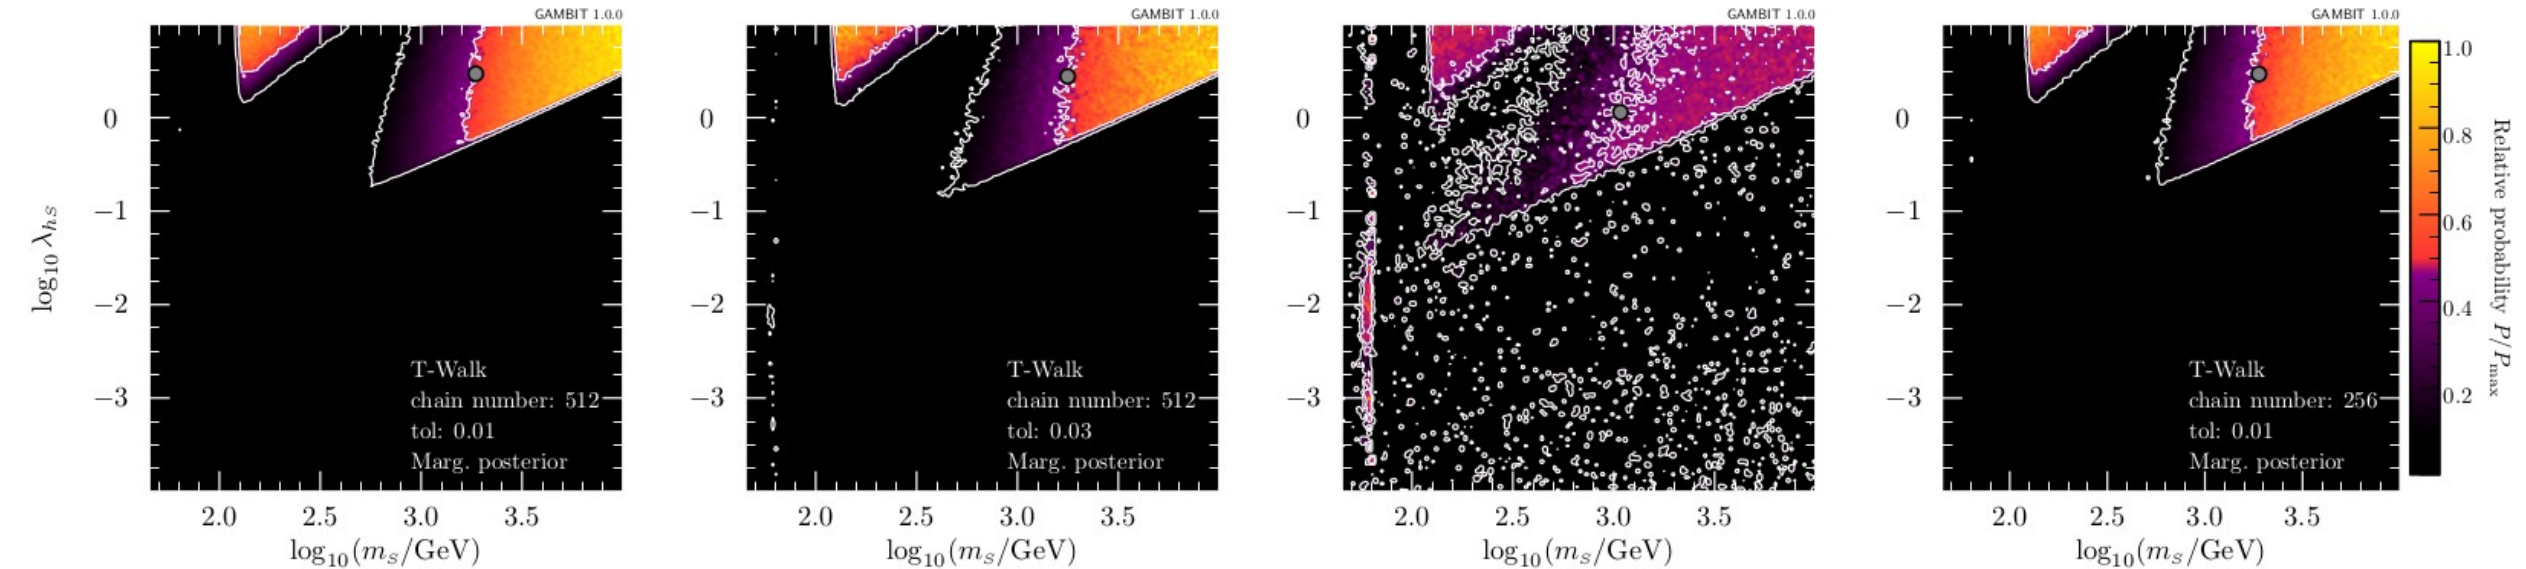 GAMBIT 1.0.0
GAMBIT 1.0.0
GAMBIT 1.0.0
GAMBIT 1.0.0
log₁₀ λₕS
0
−1
−2
−3
T-Walk
chain number: 512
tol: 0.01
Marg. posterior
2.0 2.5 3.0 3.5
log₁₀(mS/GeV)
0
−1
−2
−3
T-Walk
chain number: 512
tol: 0.03
Marg. posterior
2.0 2.5 3.0 3.5
log₁₀(mS/GeV)
0
−1
−2
−3
2.0 2.5 3.0 3.5
log₁₀(mS/GeV)
0
−1
−2
−3
T-Walk
chain number: 256
tol: 0.01
Marg. posterior
2.0 2.5 3.0 3.5
log₁₀(mS/GeV)
1.0
0.8
0.6
0.4
0.2
Relative probability P/Pmax